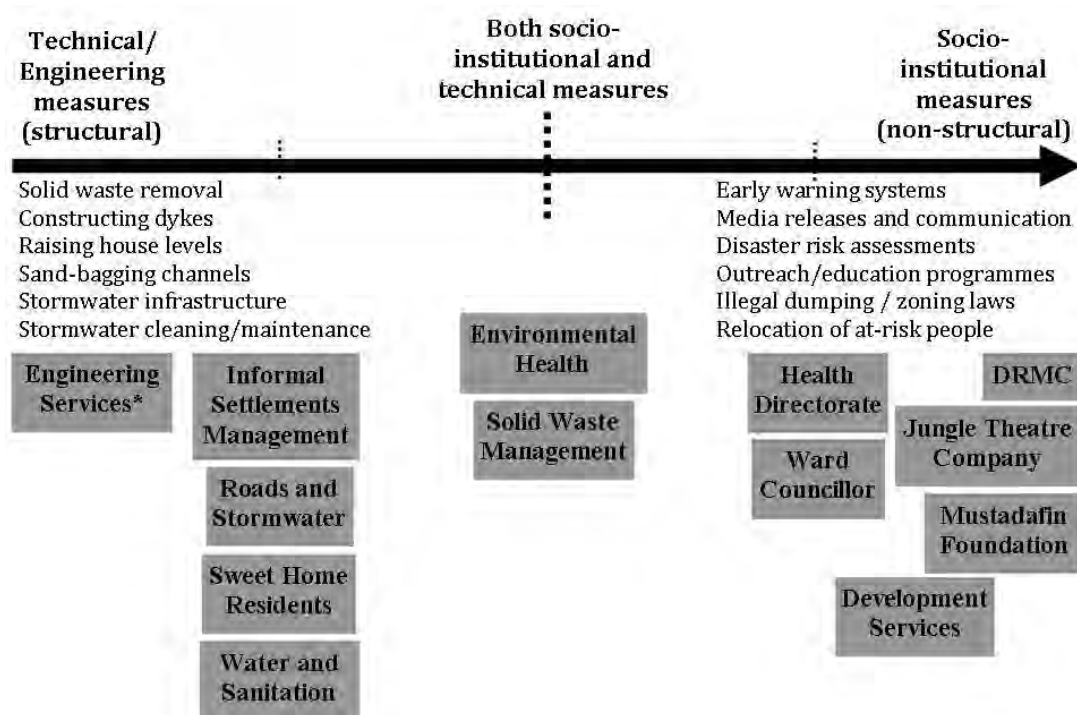 Technical/
Engineering
measures
(structural)
Both socio-
institutional and
technical measures
Socio-
institutional
measures
(non-structural)
Solid waste removal
Constructing dykes
Raising house levels
Sand-bagging channels
Stormwater infrastructure
Stormwater cleaning/maintenance
Early warning systems
Media releases and communication
Disaster risk assessments
Outreach/education programmes
Illegal dumping / zoning laws
Relocation of at-risk people
Engineering
Services*
Informal
Settlements
Management
Roads and
Stormwater
Sweet Home
Residents
Water and
Sanitation
Environmental
Health
Solid Waste
Management
Health
Directorate
Ward
Councillor
DRMC
Jungle Theatre
Company
Mustadafin
Foundation
Development
Services